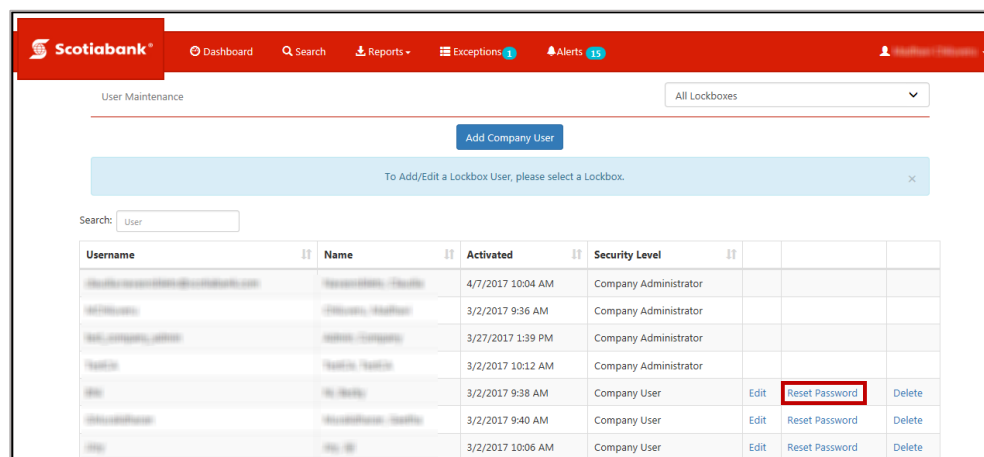 Scotiabank® Dashboard Search Reports Exceptions 1 Alerts 15
User Maintenance All Lockboxes
Add Company User
To Add/Edit a Lockbox User, please select a Lockbox. ×
Search: User
Username Name Activated Security Level
4/7/2017 10:04 AM Company Administrator
3/2/2017 9:36 AM Company Administrator
3/27/2017 1:39 PM Company Administrator
3/2/2017 10:12 AM Company Administrator
3/2/2017 9:38 AM Company User Edit Reset Password Delete
3/2/2017 9:40 AM Company User Edit Reset Password Delete
3/2/2017 10:06 AM Company User Edit Reset Password Delete